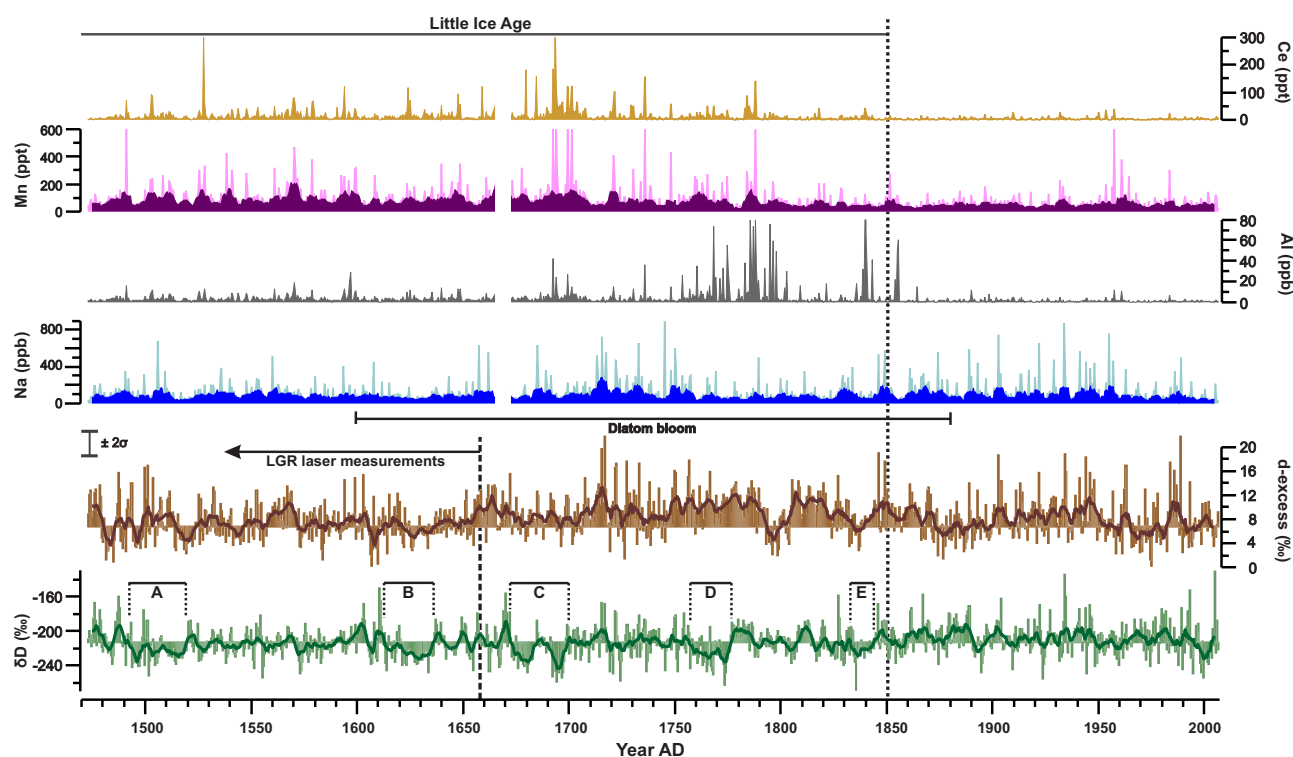 Little Ice Age
300
200
100
0
Ce (ppt)
600
400
200
0
Mn (ppt)
80
60
40
20
0
Al (ppb)
800
400
0
Na (ppb)
Diatom bloom
± 2σ
LGR laser measurements
20
16
12
8
4
0
d-excess (‰)
-160
-200
-240
δD (‰)
A
B
C
D
E
1500 1550 1600 1650 1700 1750 1800 1850 1900 1950 2000
Year AD